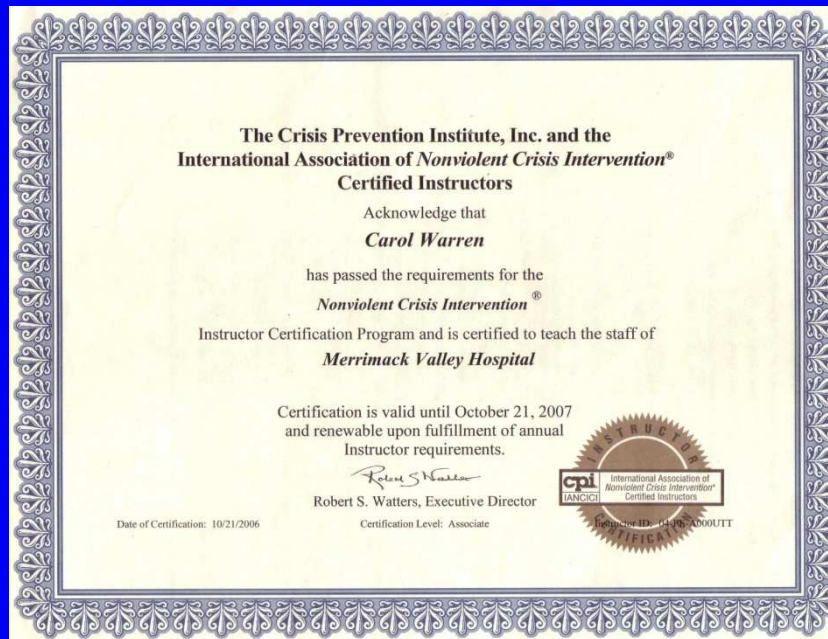 The Crisis Prevention Institute, Inc. and the
International Association of Nonviolent Crisis Intervention®
Certified Instructors
Acknowledge that
Carol Warren
has passed the requirements for the
Nonviolent Crisis Intervention ®
Instructor Certification Program and is certified to teach the staff of
Merrimack Valley Hospital
Certification is valid until October 21, 2007
and renewable upon fulfillment of annual
Instructor requirements.
Robert S Watters
Robert S. Watters, Executive Director
Date of Certification: 10/21/2006
Certification Level: Associate
Instructor ID:
INSTRUCTOR
cpi
IANCICI
International Association of
Nonviolent Crisis Intervention®
Certified Instructors
CERTIFICATION